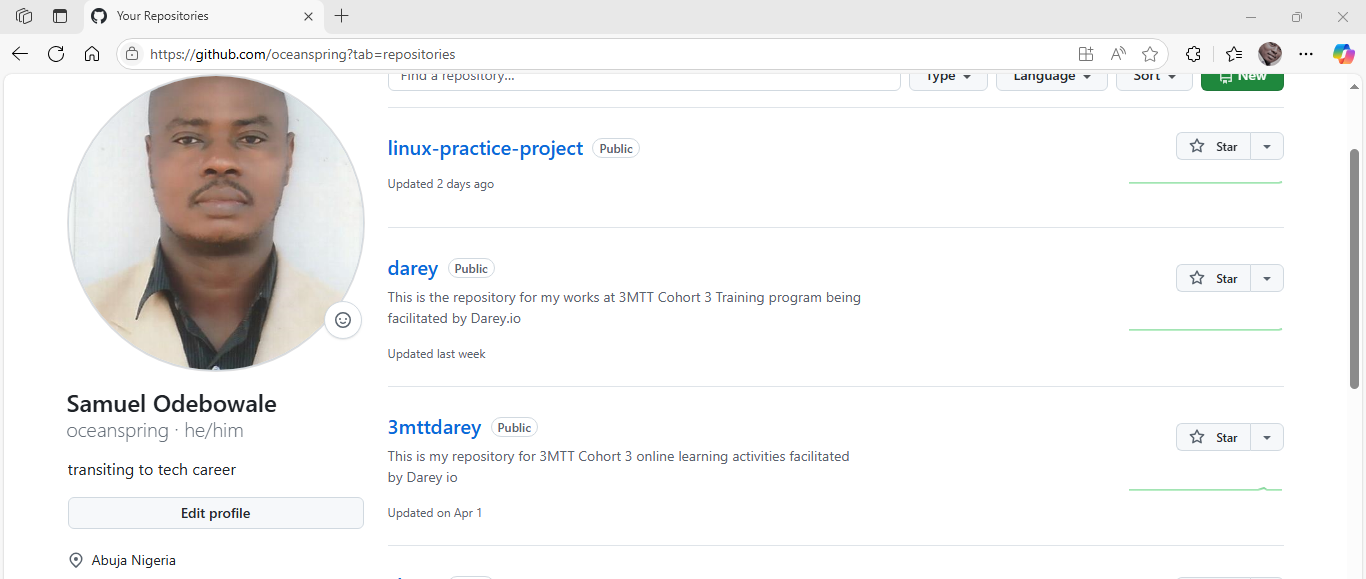 Your Repositories
https://github.com/oceanspring?tab=repositories
Find a repository...
Type
Language
Sort
New
linux-practice-project Public
Star
Updated 2 days ago
darey Public
Star
This is the repository for my works at 3MTT Cohort 3 Training program being
facilitated by Darey.io
Updated last week
Samuel Odebowale
oceanspring · he/him
transiting to tech career
Edit profile
Abuja Nigeria
3mttdarey Public
Star
This is my repository for 3MTT Cohort 3 online learning activities facilitated
by Darey io
Updated on Apr 1